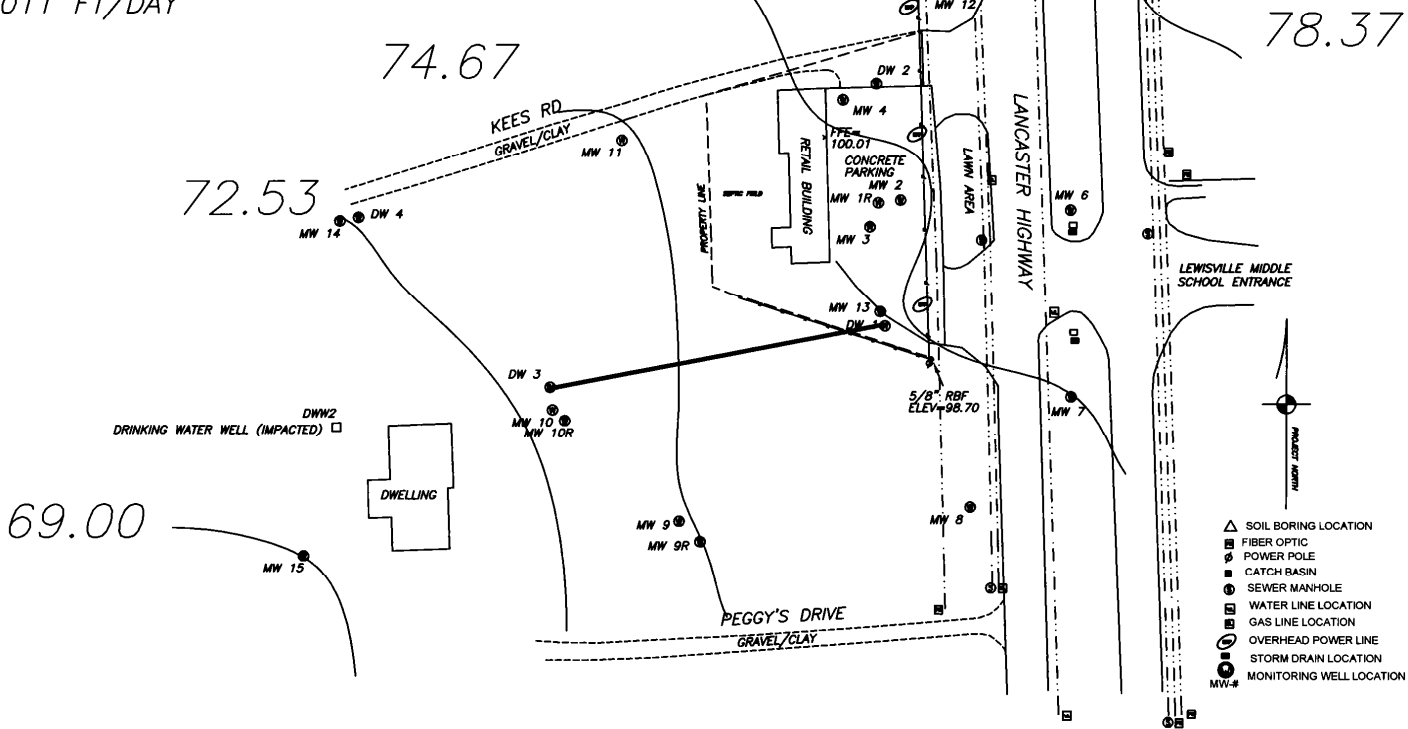 FT/DAY
MW 12
78.37
74.67
DW 2
MW 4
KEES RD
GRAVEL/CLAY
MW 11
FFE=
100.01
CONCRETE
PARKING
RETAIL BUILDING
LAWN AREA
LANCASTER HIGHWAY
PROPERTY LINE
SEPTIC FIELD
MW 2
MW 1R
MW 3
MW 6
72.53
DW 4
MW 14
LEWISVILLE MIDDLE
SCHOOL ENTRANCE
MW 13
DW 1
DW 3
5/8" RBF
ELEV=98.70
MW 7
MW 10
MW 10R
DWW2
DRINKING WATER WELL (IMPACTED)
PROJECT NORTH
DWELLING
69.00
MW 9
MW 9R
MW 8
MW 15
PEGGY'S DRIVE
GRAVEL/CLAY
SOIL BORING LOCATION
FIBER OPTIC
POWER POLE
CATCH BASIN
SEWER MANHOLE
WATER LINE LOCATION
GAS LINE LOCATION
OVERHEAD POWER LINE
STORM DRAIN LOCATION
MONITORING WELL LOCATION
MW-#